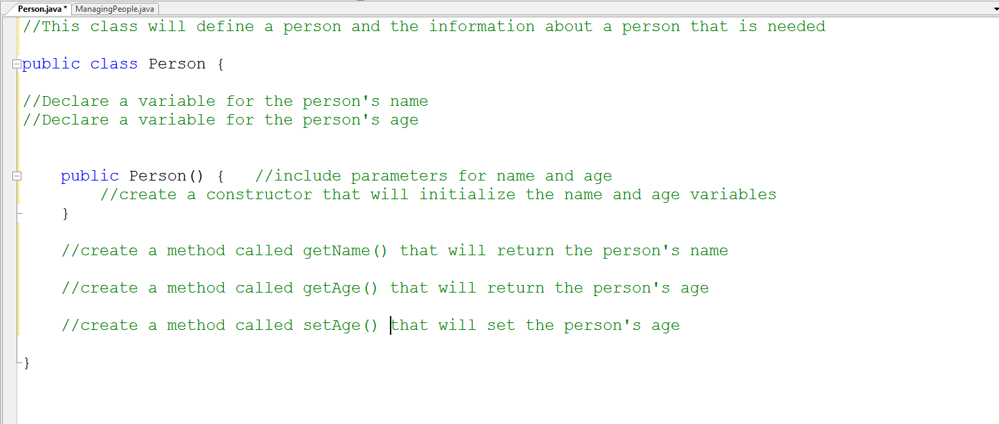 Person.java * ManagingPeople.java
//This class will define a person and the information about a person that is needed
public class Person {
//Declare a variable for the person's name
//Declare a variable for the person's age
public Person() { //include parameters for name and age
//create a constructor that will initialize the name and age variables
}
//create a method called getName() that will return the person's name
//create a method called getAge() that will return the person's age
//create a method called setAge() that will set the person's age
}